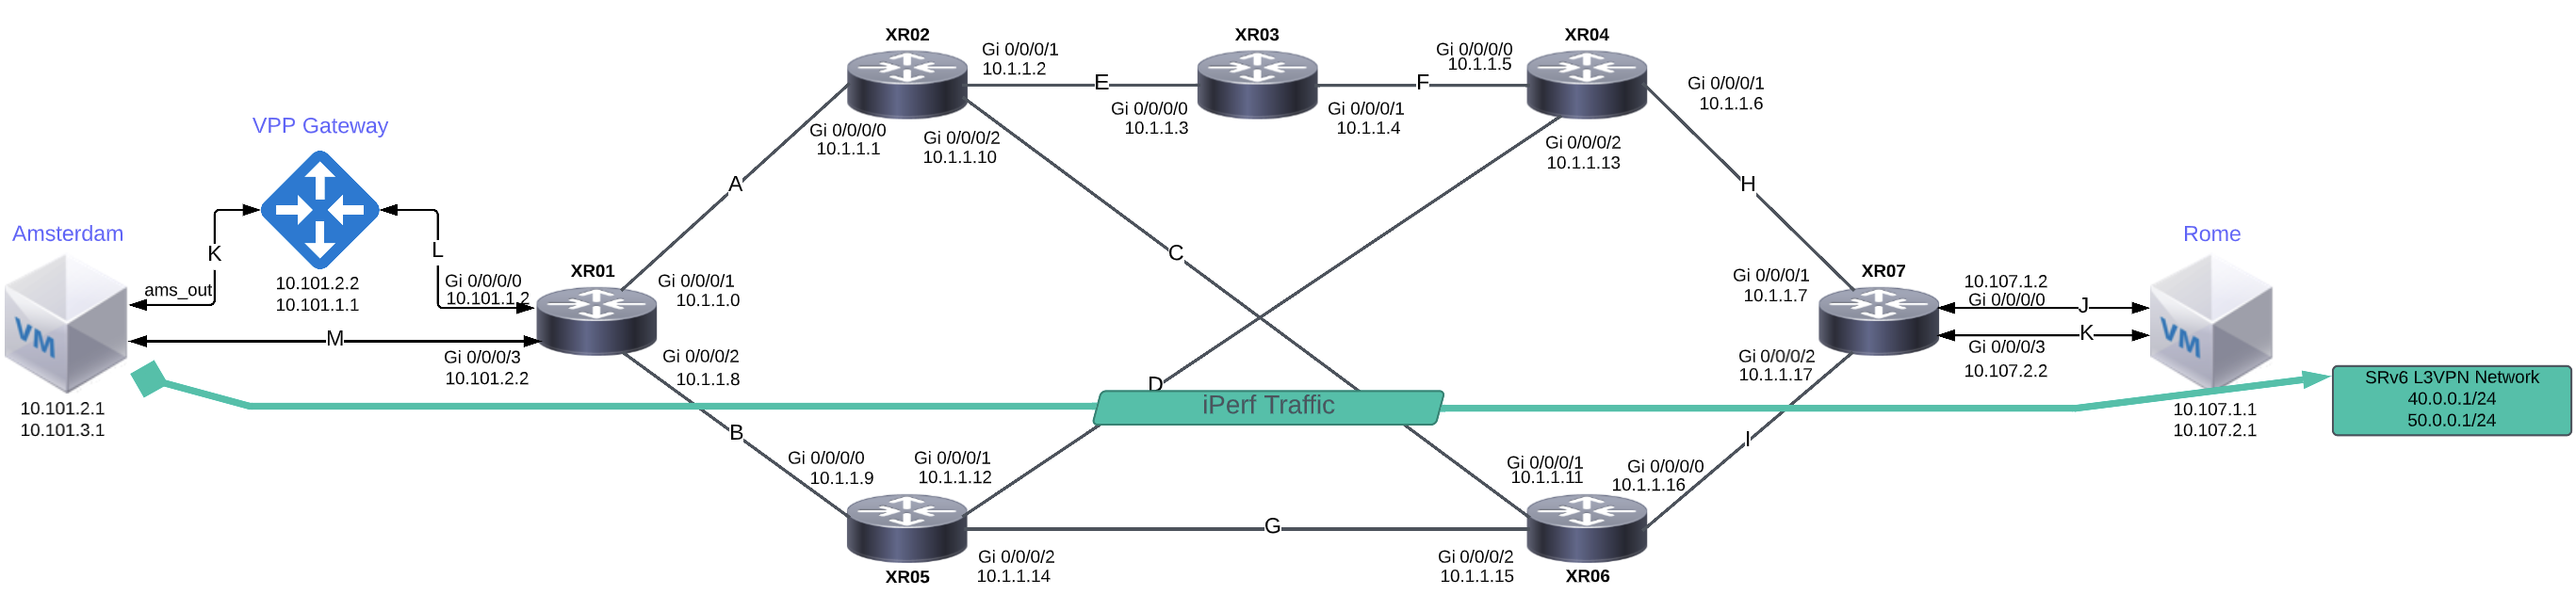 XR02
XR03
XR04
Gi 0/0/0/1
10.1.1.2
E
Gi 0/0/0/0
10.1.1.3
F
Gi 0/0/0/1
10.1.1.4
Gi 0/0/0/0
10.1.1.5
Gi 0/0/0/1
10.1.1.6
Gi 0/0/0/0
10.1.1.1
Gi 0/0/0/2
10.1.1.10
Gi 0/0/0/2
10.1.1.13
VPP Gateway
A
H
Amsterdam
K
L
C
Rome
ams_out
10.101.2.2
10.101.1.1
Gi 0/0/0/0
10.101.1.2
XR01
Gi 0/0/0/1
10.1.1.0
Gi 0/0/0/1
10.1.1.7
XR07
10.107.1.2
Gi 0/0/0/0
J
VM
M
K
VM
Gi 0/0/0/3
10.101.2.2
Gi 0/0/0/2
10.1.1.8
D
Gi 0/0/0/2
10.1.1.17
Gi 0/0/0/3
10.107.2.2
10.101.2.1
10.101.3.1
iPerf Traffic
10.107.1.1
10.107.2.1
SRv6 L3VPN Network
40.0.0.1/24
50.0.0.1/24
B
I
Gi 0/0/0/0
10.1.1.9
Gi 0/0/0/1
10.1.1.12
Gi 0/0/0/1
10.1.1.11
Gi 0/0/0/0
10.1.1.16
G
XR05
Gi 0/0/0/2
10.1.1.14
Gi 0/0/0/2
10.1.1.15
XR06